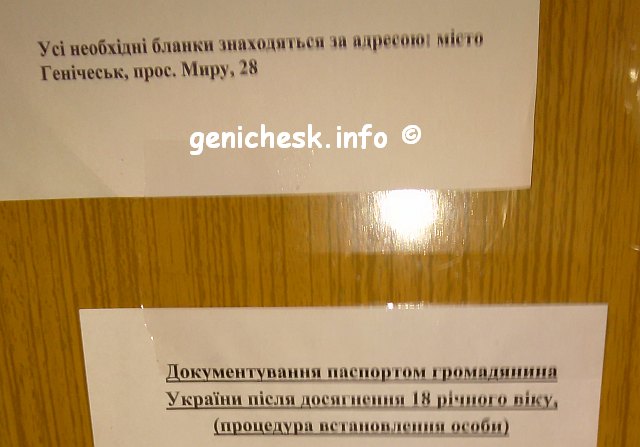 Усі необхідні бланки знаходяться за адресою: місто
Генічеськ, прос. Миру, 28
genichesk.info ©
Документування паспортом громадянина
України після досягнення 18 річного віку,
(процедура встановлення особи)